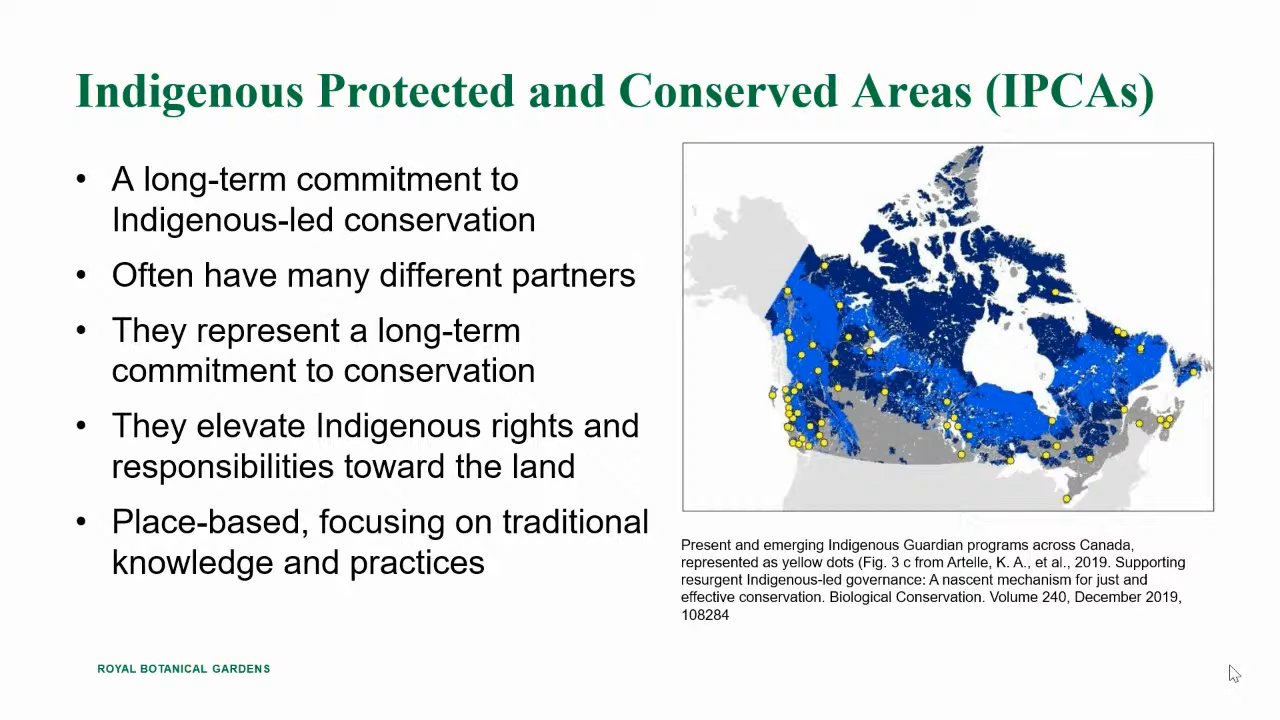 Indigenous Protected and Conserved Areas (IPCAs)
• A long-term commitment to
Indigenous-led conservation
• Often have many different partners
• They represent a long-term
commitment to conservation
• They elevate Indigenous rights and
responsibilities toward the land
• Place-based, focusing on traditional
knowledge and practices
Present and emerging Indigenous Guardian programs across Canada,
represented as yellow dots (Fig. 3 c from Artelle, K. A., et al., 2019. Supporting
resurgent Indigenous-led governance: A nascent mechanism for just and
effective conservation. Biological Conservation. Volume 240, December 2019,
108284
ROYAL BOTANICAL GARDENS